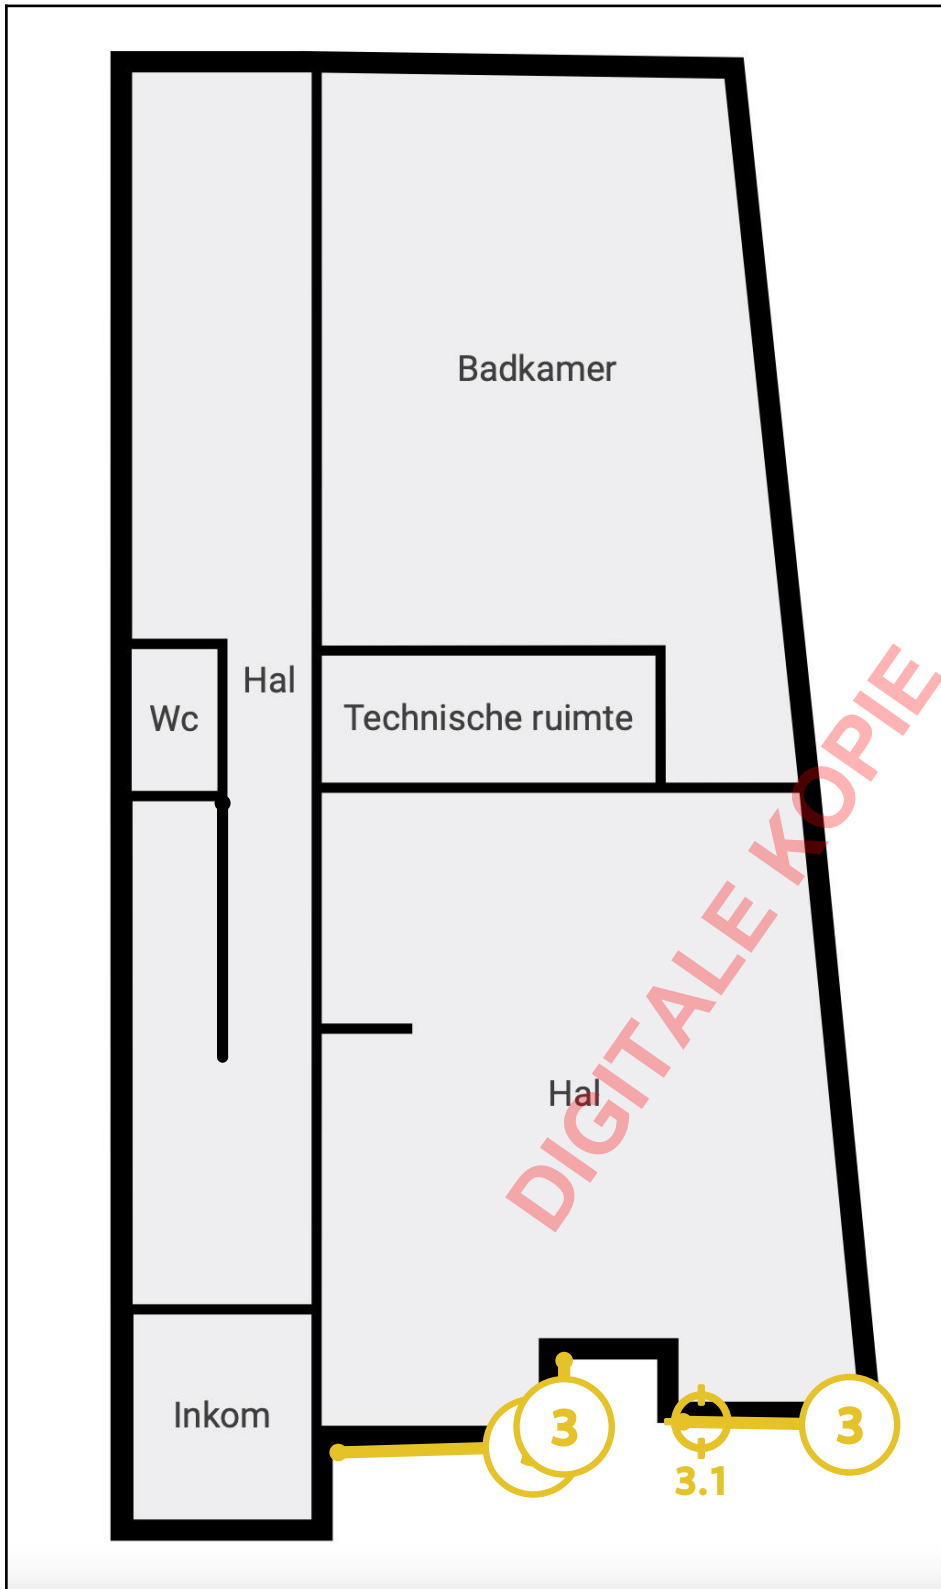 Badkamer
Hal
Wc
Technische ruimte
Hal
DIGITALE KOPIE
Inkom
3
3
3.1